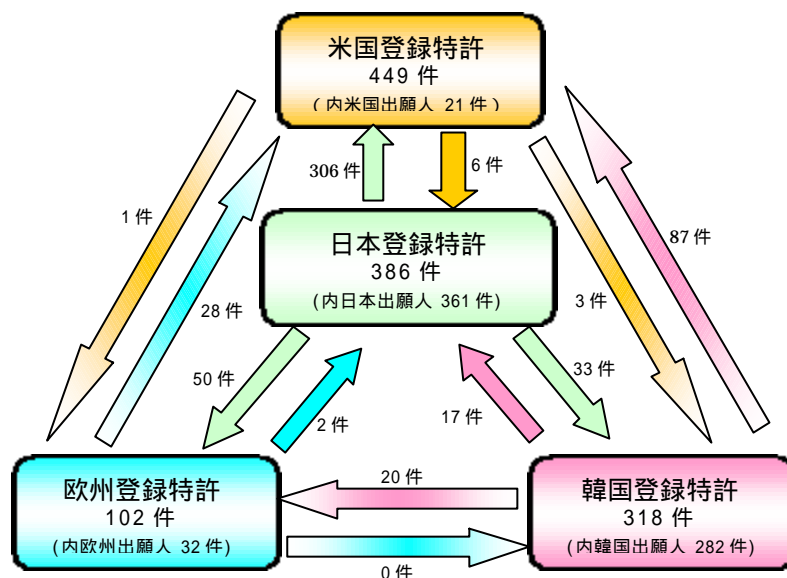 米国登録特許
449 件
(内米国出願人 21 件)
306 件
6 件
1 件
87 件
日本登録特許
386 件
(内日本出願人 361 件)
28 件
3 件
50 件
33 件
2 件
17 件
欧州登録特許
102 件
(内欧州出願人 32 件)
20 件
韓国登録特許
318 件
(内韓国出願人 282 件)
0 件